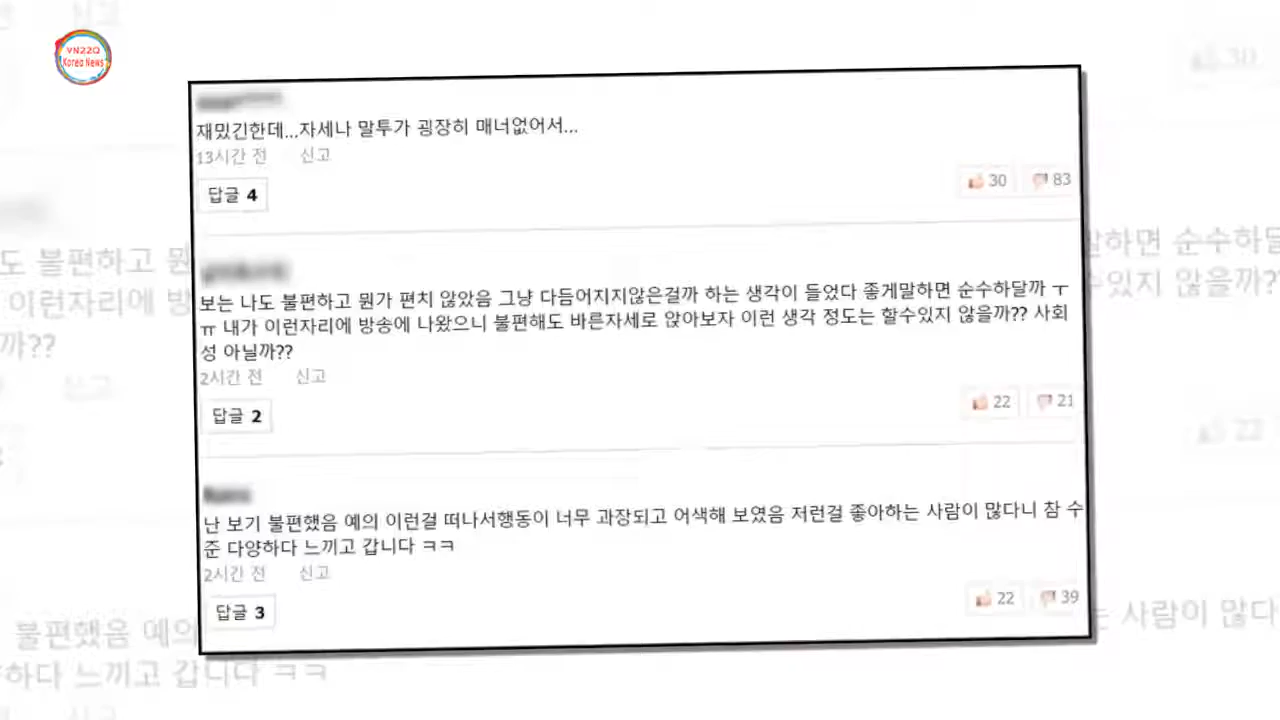 VN22Q
Korea News
재밌긴한데...자세나 말투가 굉장히 매너없어서...
13시간 전 신고
답글 4
30 83
보는 나도 불편하고 뭔가 편치 않았음 그냥 다듬어지지않은걸까 하는 생각이 들었다 좋게말하면 순수하달까 ㅜ
ㅠ 내가 이런자리에 방송에 나왔으니 불편해도 바른자세로 앉아보자 이런 생각 정도는 할수있지 않을까?? 사회
성 아닐까??
2시간 전 신고
답글 2
22 21
난 보기 불편했음 예의 이런걸 떠나서행동이 너무 과장되고 어색해 보였음 저런걸 좋아하는 사람이 많다니 참 수
준 다양하다 느끼고 갑니다 ㅋㅋ
2시간 전 신고
답글 3
22 39